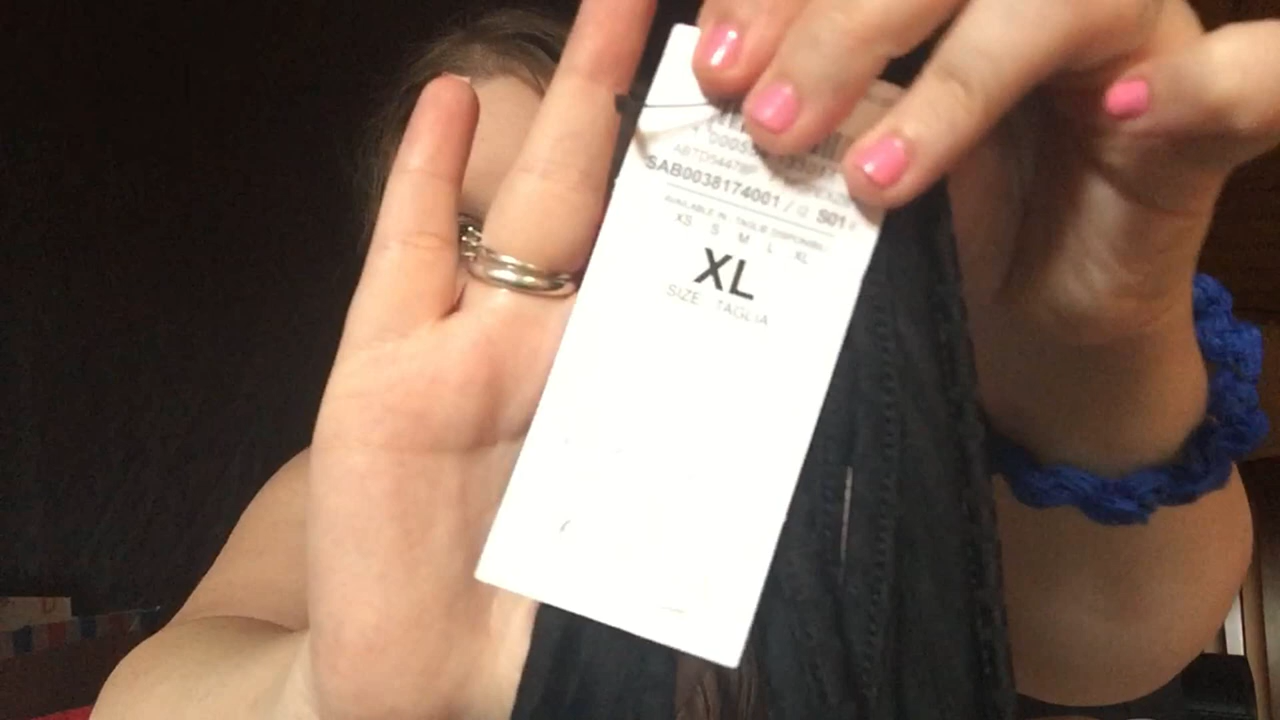 SAB0038174001 / S01
AVAILABLE IN TAGLIE DISPONIBILI
XS S M L XL
XL
SIZE TAGLIA